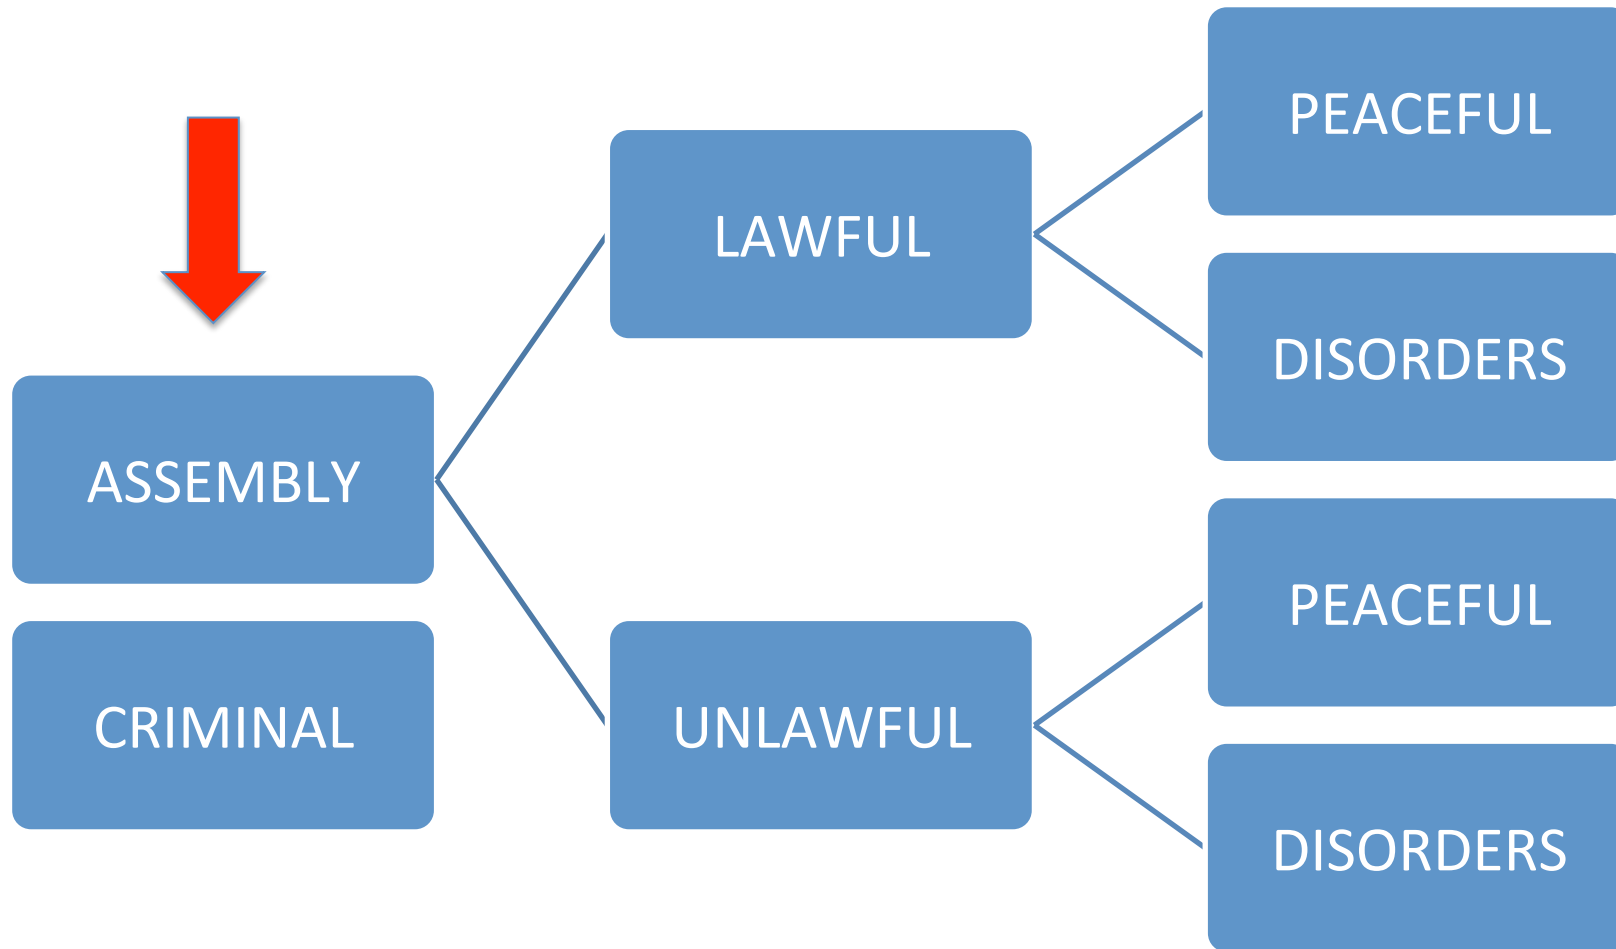 ASSEMBLY
CRIMINAL
LAWFUL
UNLAWFUL
PEACEFUL
DISORDERS
PEACEFUL
DISORDERS